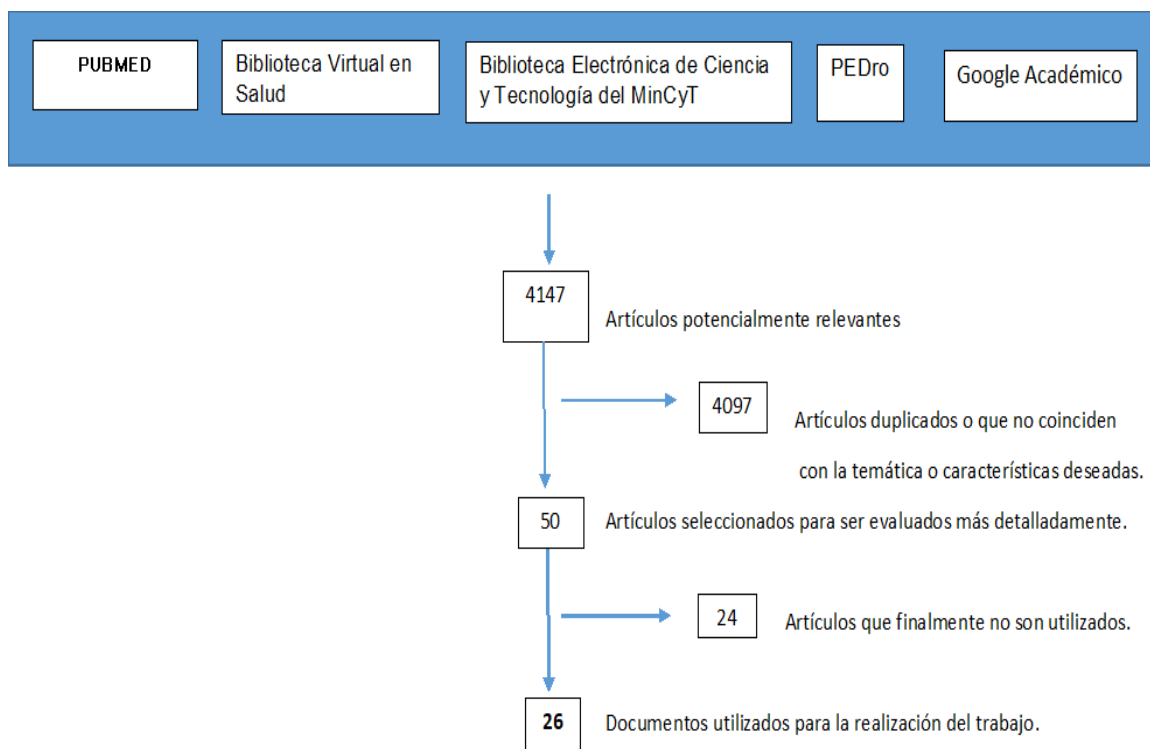 PUBMED
Biblioteca Virtual en
Salud
Biblioteca Electrónica de Ciencia
y Tecnología del MinCyT
PEDro
Google Académico
4147
Artículos potencialmente relevantes
4097
Artículos duplicados o que no coinciden
con la temática o características deseadas.
50
Artículos seleccionados para ser evaluados más detalladamente.
24
Artículos que finalmente no son utilizados.
26
Documentos utilizados para la realización del trabajo.